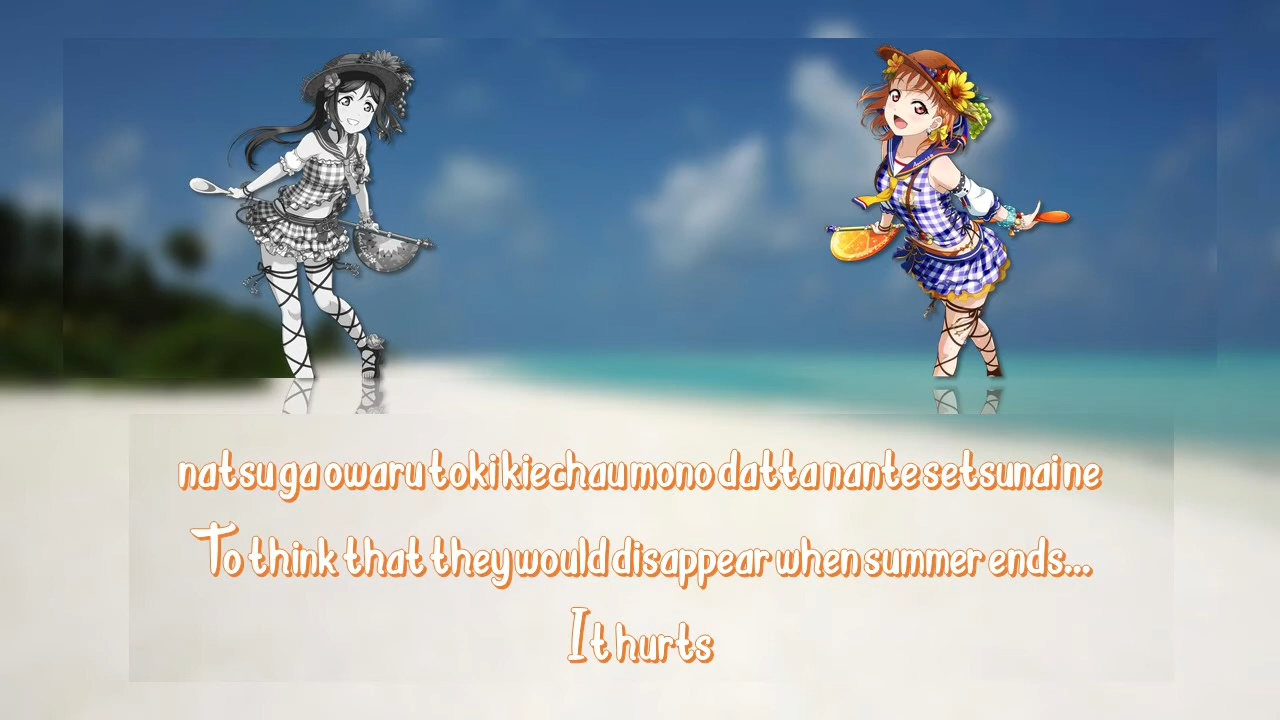 natsu ga owaru toki kiechau mono datta nante setsunai ne
To think that they would disappear when summer ends...
It hurts